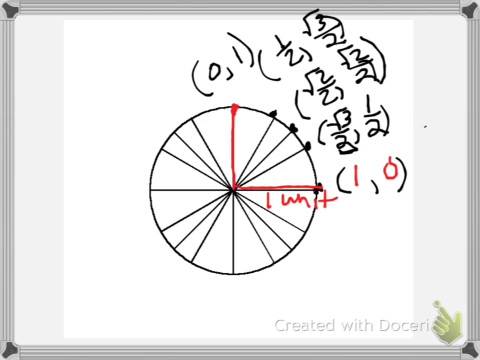 (0,1)
(1/2, √3/2)
(√2/2, √2/2)
(√3/2, 1/2)
(1,0)
1 unit
Created with Doceri